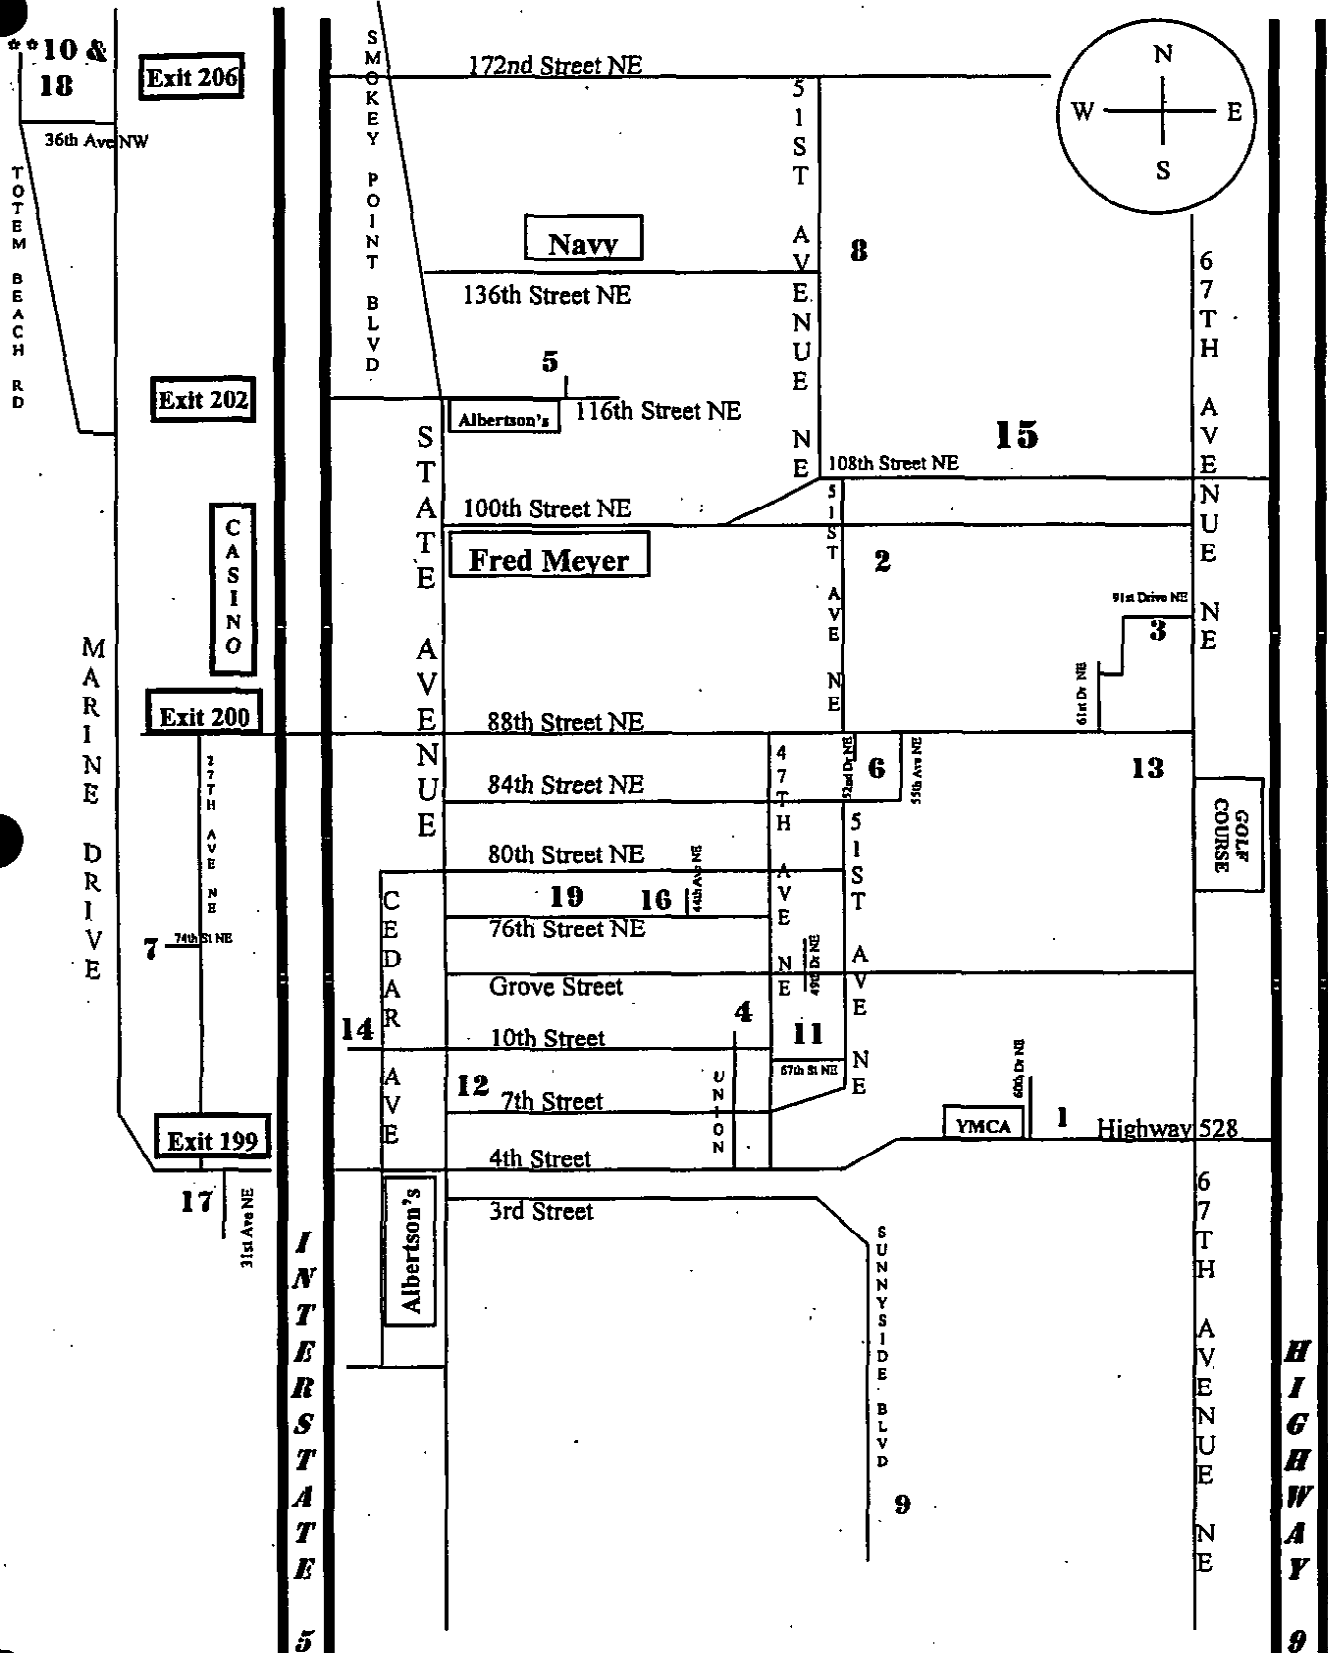 **10 &
18
Exit 206
36th Ave NW
TOTEM BEACH RD
SMOKEY POINT BLVD
172nd Street NE
51ST AVENUE NE
N
W E
S
Navy
136th Street NE
8
67TH AVENUE NE
5
Exit 202
Albertson's
116th Street NE
15
108th Street NE
STATE AVENUE
100th Street NE
Fred Meyer
CASINO
51ST AVE NE
2
91st Drive NE
3
61st Dr NE
MARINE DRIVE
Exit 200
88th Street NE
27TH AVE NE
47TH AVE NE
52nd Dr NE
6
55th Ave NE
13
84th Street NE
GOLF
COURSE
51ST AVE NE
80th Street NE
CEDAR AVE
19
16
44th Ave NE
76th Street NE
7
74th St NE
49th Dr NE
Grove Street
4
14
10th Street
11
67th St NE
60th Dr NE
12
7th Street
UNION
YMCA
1
Highway 528
Exit 199
4th Street
17
31st Ave NE
Albertson's
3rd Street
SUNNYSIDE BLVD
67TH AVENUE NE
INTERSTATE 5
HIGHWAY 9
9